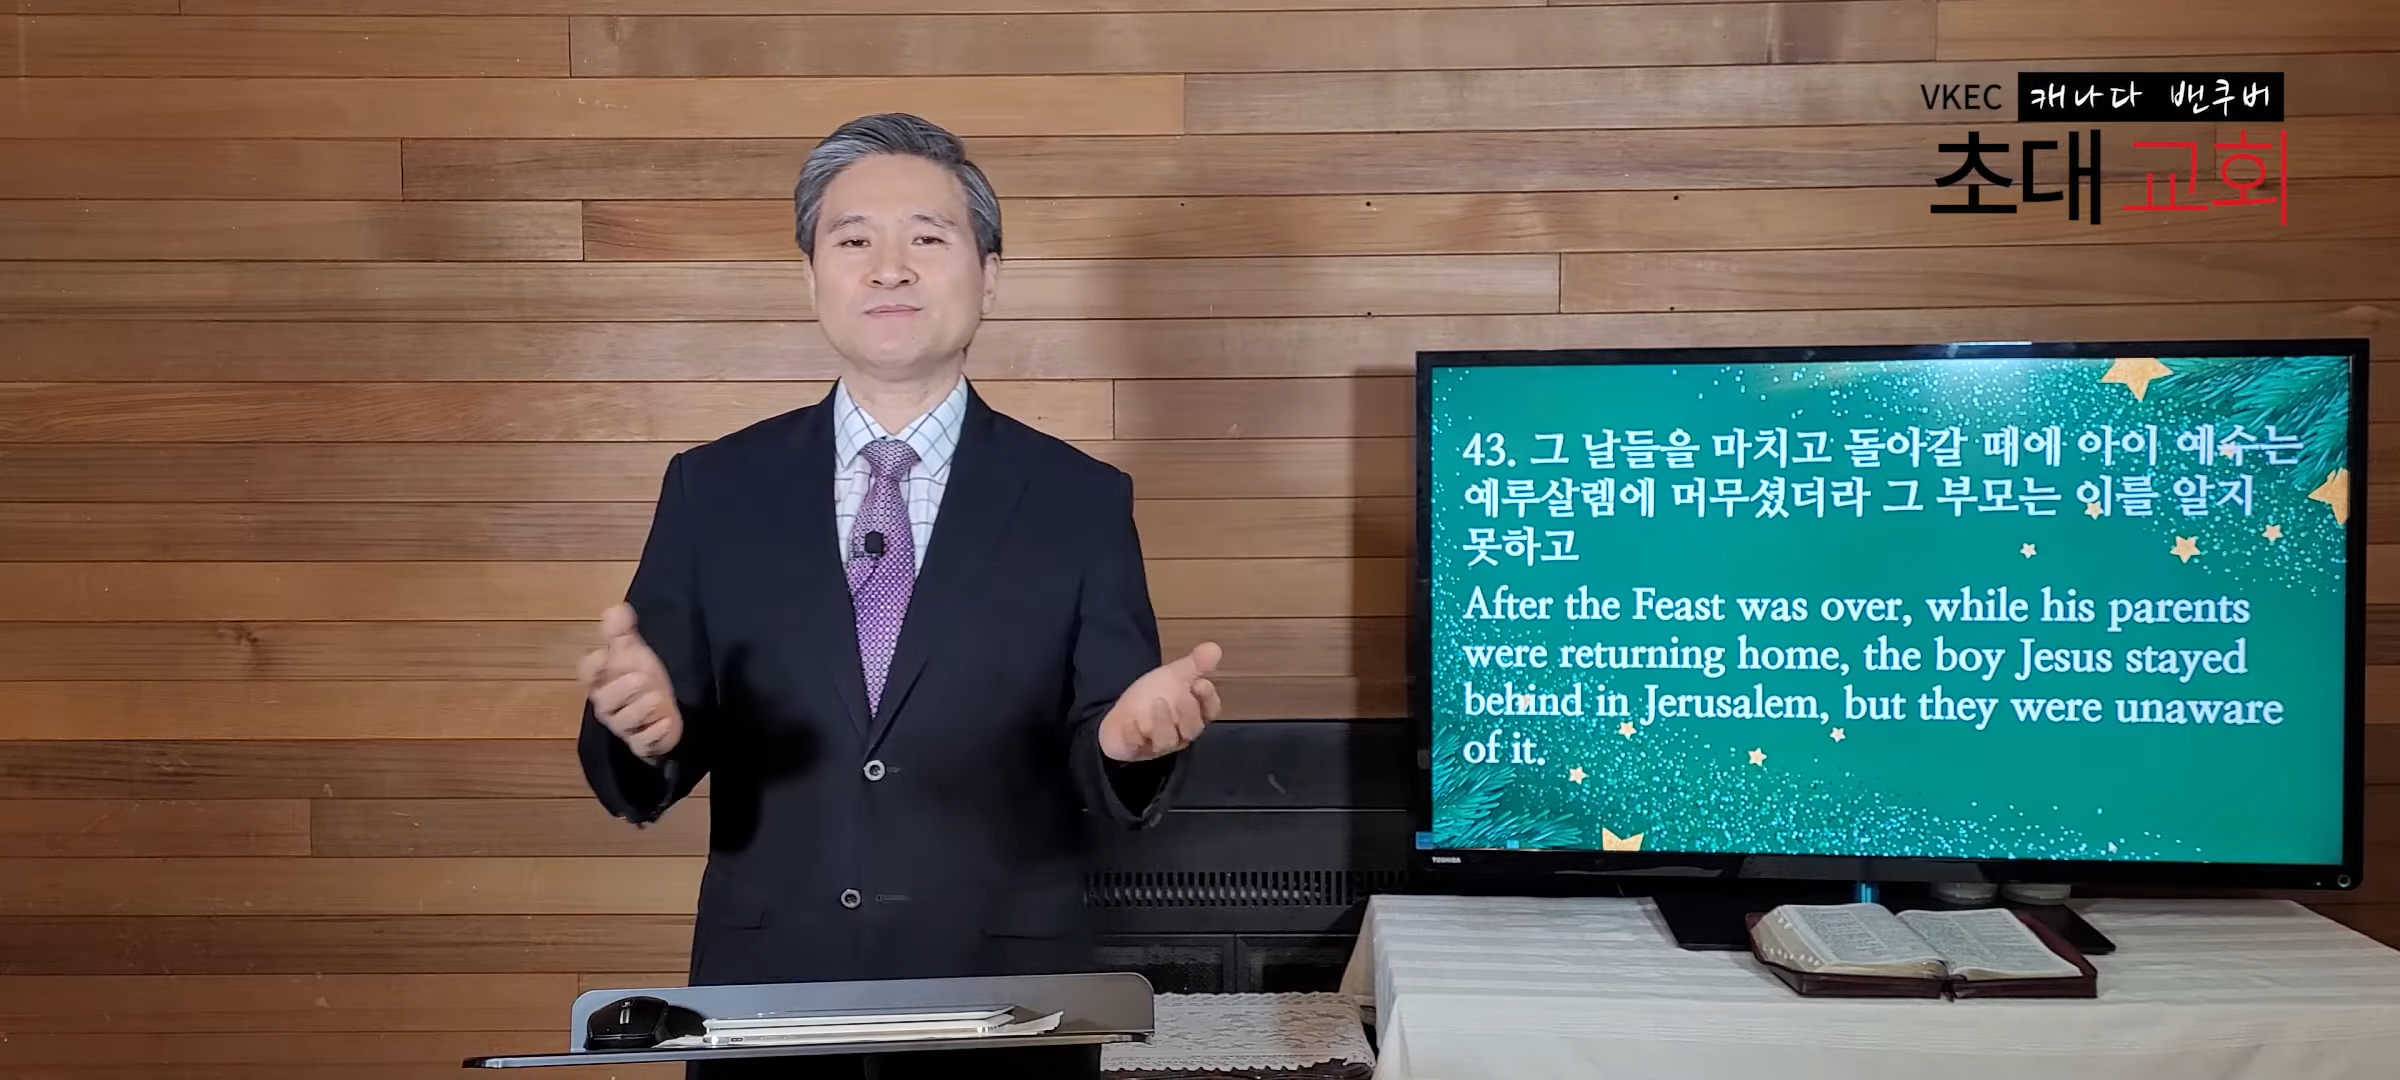 VKEC 캐나다 밴쿠버
초대교회
43. 그 날들을 마치고 돌아갈 때에 아이 예수는
예루살렘에 머무셨더라 그 부모는 이를 알지
못하고
After the Feast was over, while his parents
were returning home, the boy Jesus stayed
behind in Jerusalem, but they were unaware
of it.
TOSHIBA